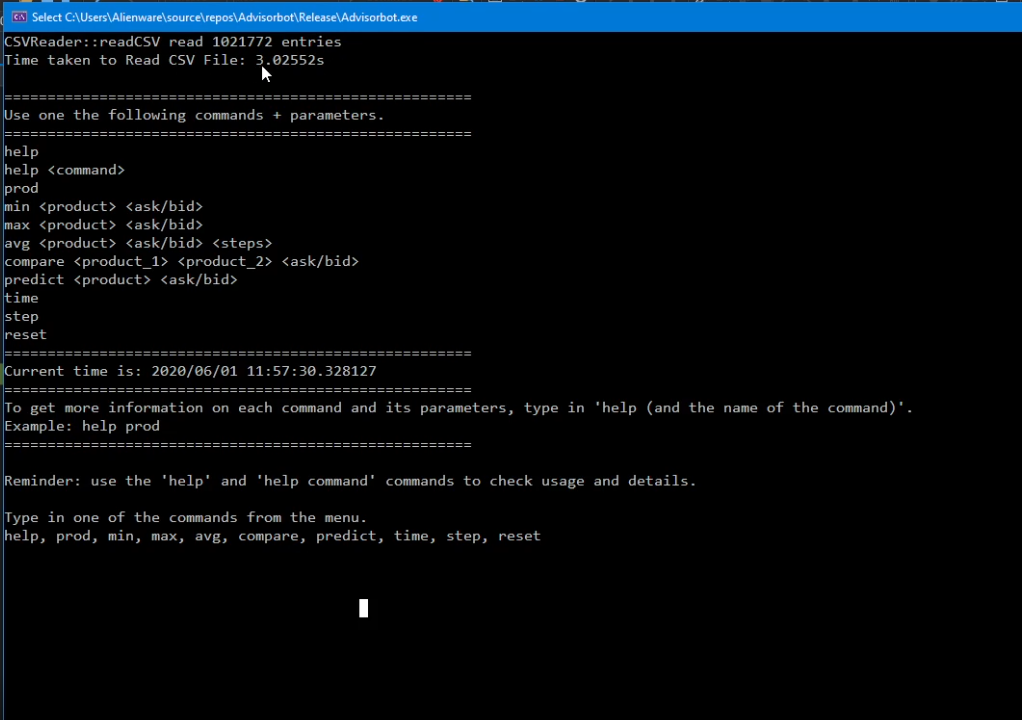 Select C:\Users\Alienware\source\repos\Advisorbot\Release\Advisorbot.exe
CSVReader::readCSV read 1021772 entries
Time taken to Read CSV File: 3.02552s
======================================================
Use one the following commands + parameters.
======================================================
help
help <command>
prod
min <product> <ask/bid>
max <product> <ask/bid>
avg <product> <ask/bid> <steps>
compare <product_1> <product_2> <ask/bid>
predict <product> <ask/bid>
time
step
reset
======================================================
Current time is: 2020/06/01 11:57:30.328127
======================================================
To get more information on each command and its parameters, type in 'help (and the name of the command)'.
Example: help prod
======================================================
Reminder: use the 'help' and 'help command' commands to check usage and details.
Type in one of the commands from the menu.
help, prod, min, max, avg, compare, predict, time, step, reset